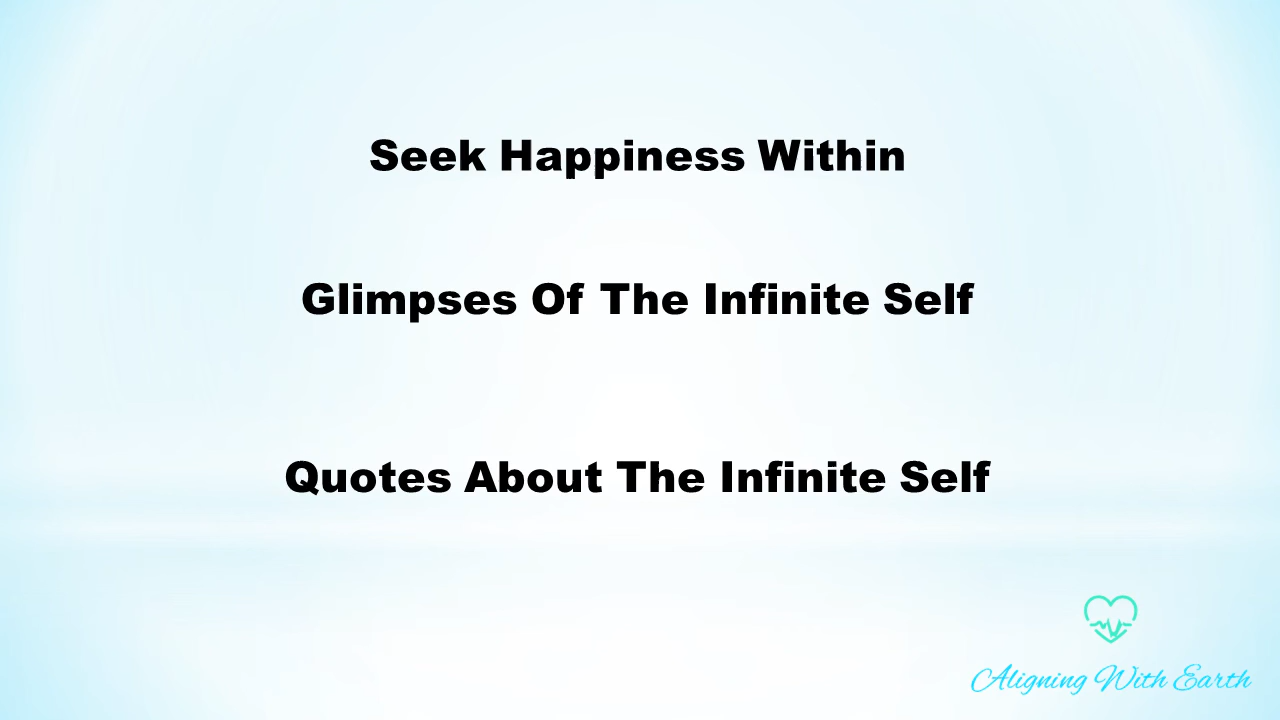 Seek Happiness Within
Glimpses Of The Infinite Self
Quotes About The Infinite Self
Aligning With Earth